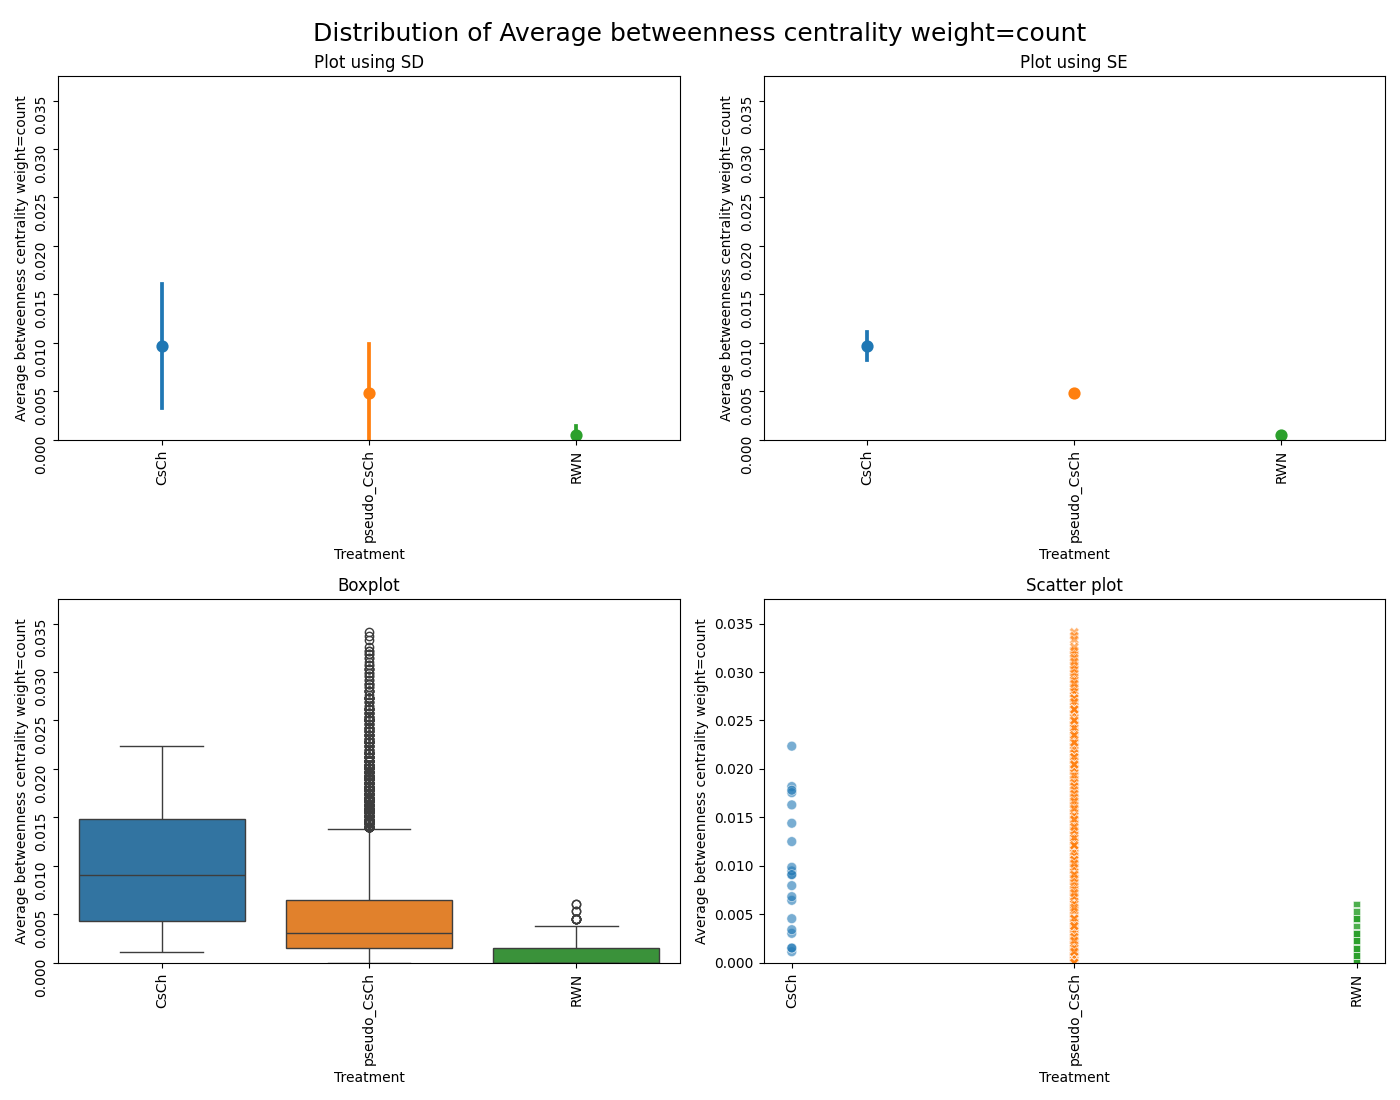 Distribution of Average betweenness centrality weight=count
Plot using SD
Average betweenness centrality weight=count
0.035
0.030
0.025
0.020
0.015
0.010
0.005
0.000
CsCh
pseudo_CsCh
RWN
Treatment
Plot using SE
Average betweenness centrality weight=count
0.035
0.030
0.025
0.020
0.015
0.010
0.005
0.000
CsCh
pseudo_CsCh
RWN
Treatment
Boxplot
Average betweenness centrality weight=count
0.035
0.030
0.025
0.020
0.015
0.010
0.005
0.000
CsCh
pseudo_CsCh
RWN
Treatment
Scatter plot
Average betweenness centrality weight=count
0.035
0.030
0.025
0.020
0.015
0.010
0.005
0.000
CsCh
pseudo_CsCh
RWN
Treatment